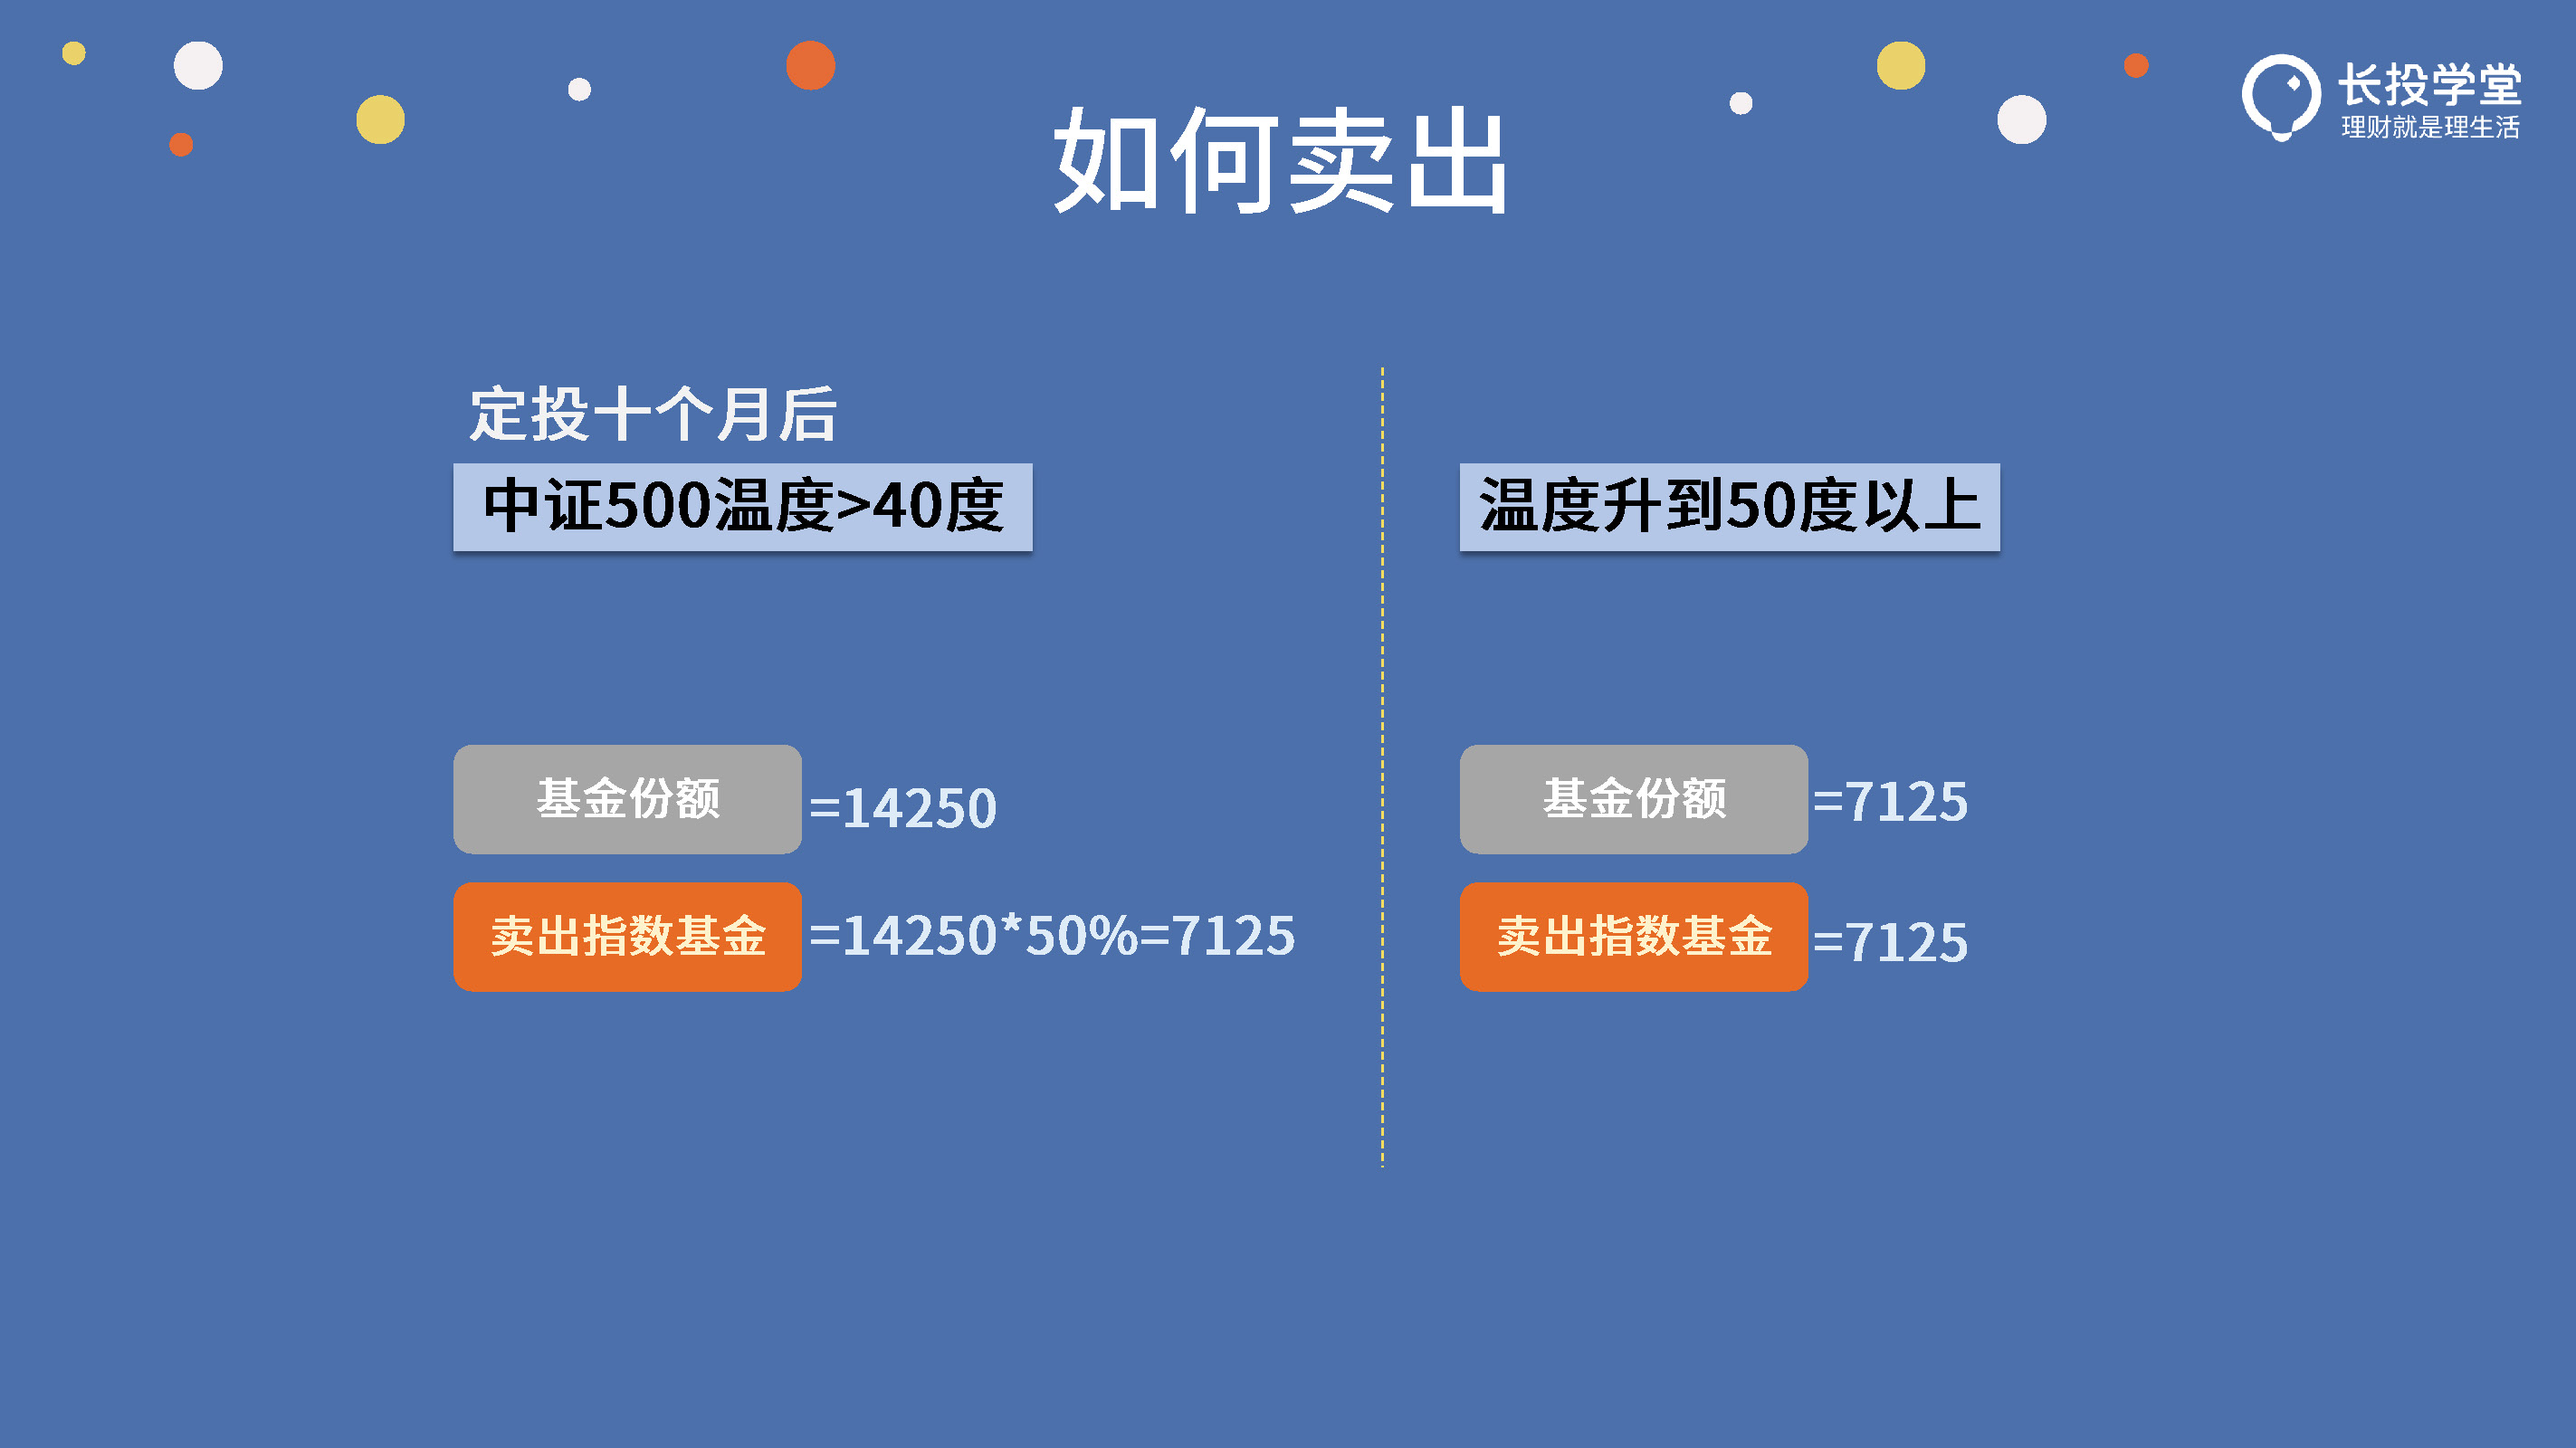 长投学堂
理财就是理生活
如何卖出
定投十个月后
中证500温度>40度
基金份额 =14250
卖出指数基金 =14250*50%=7125
温度升到50度以上
基金份额 =7125
卖出指数基金 =7125